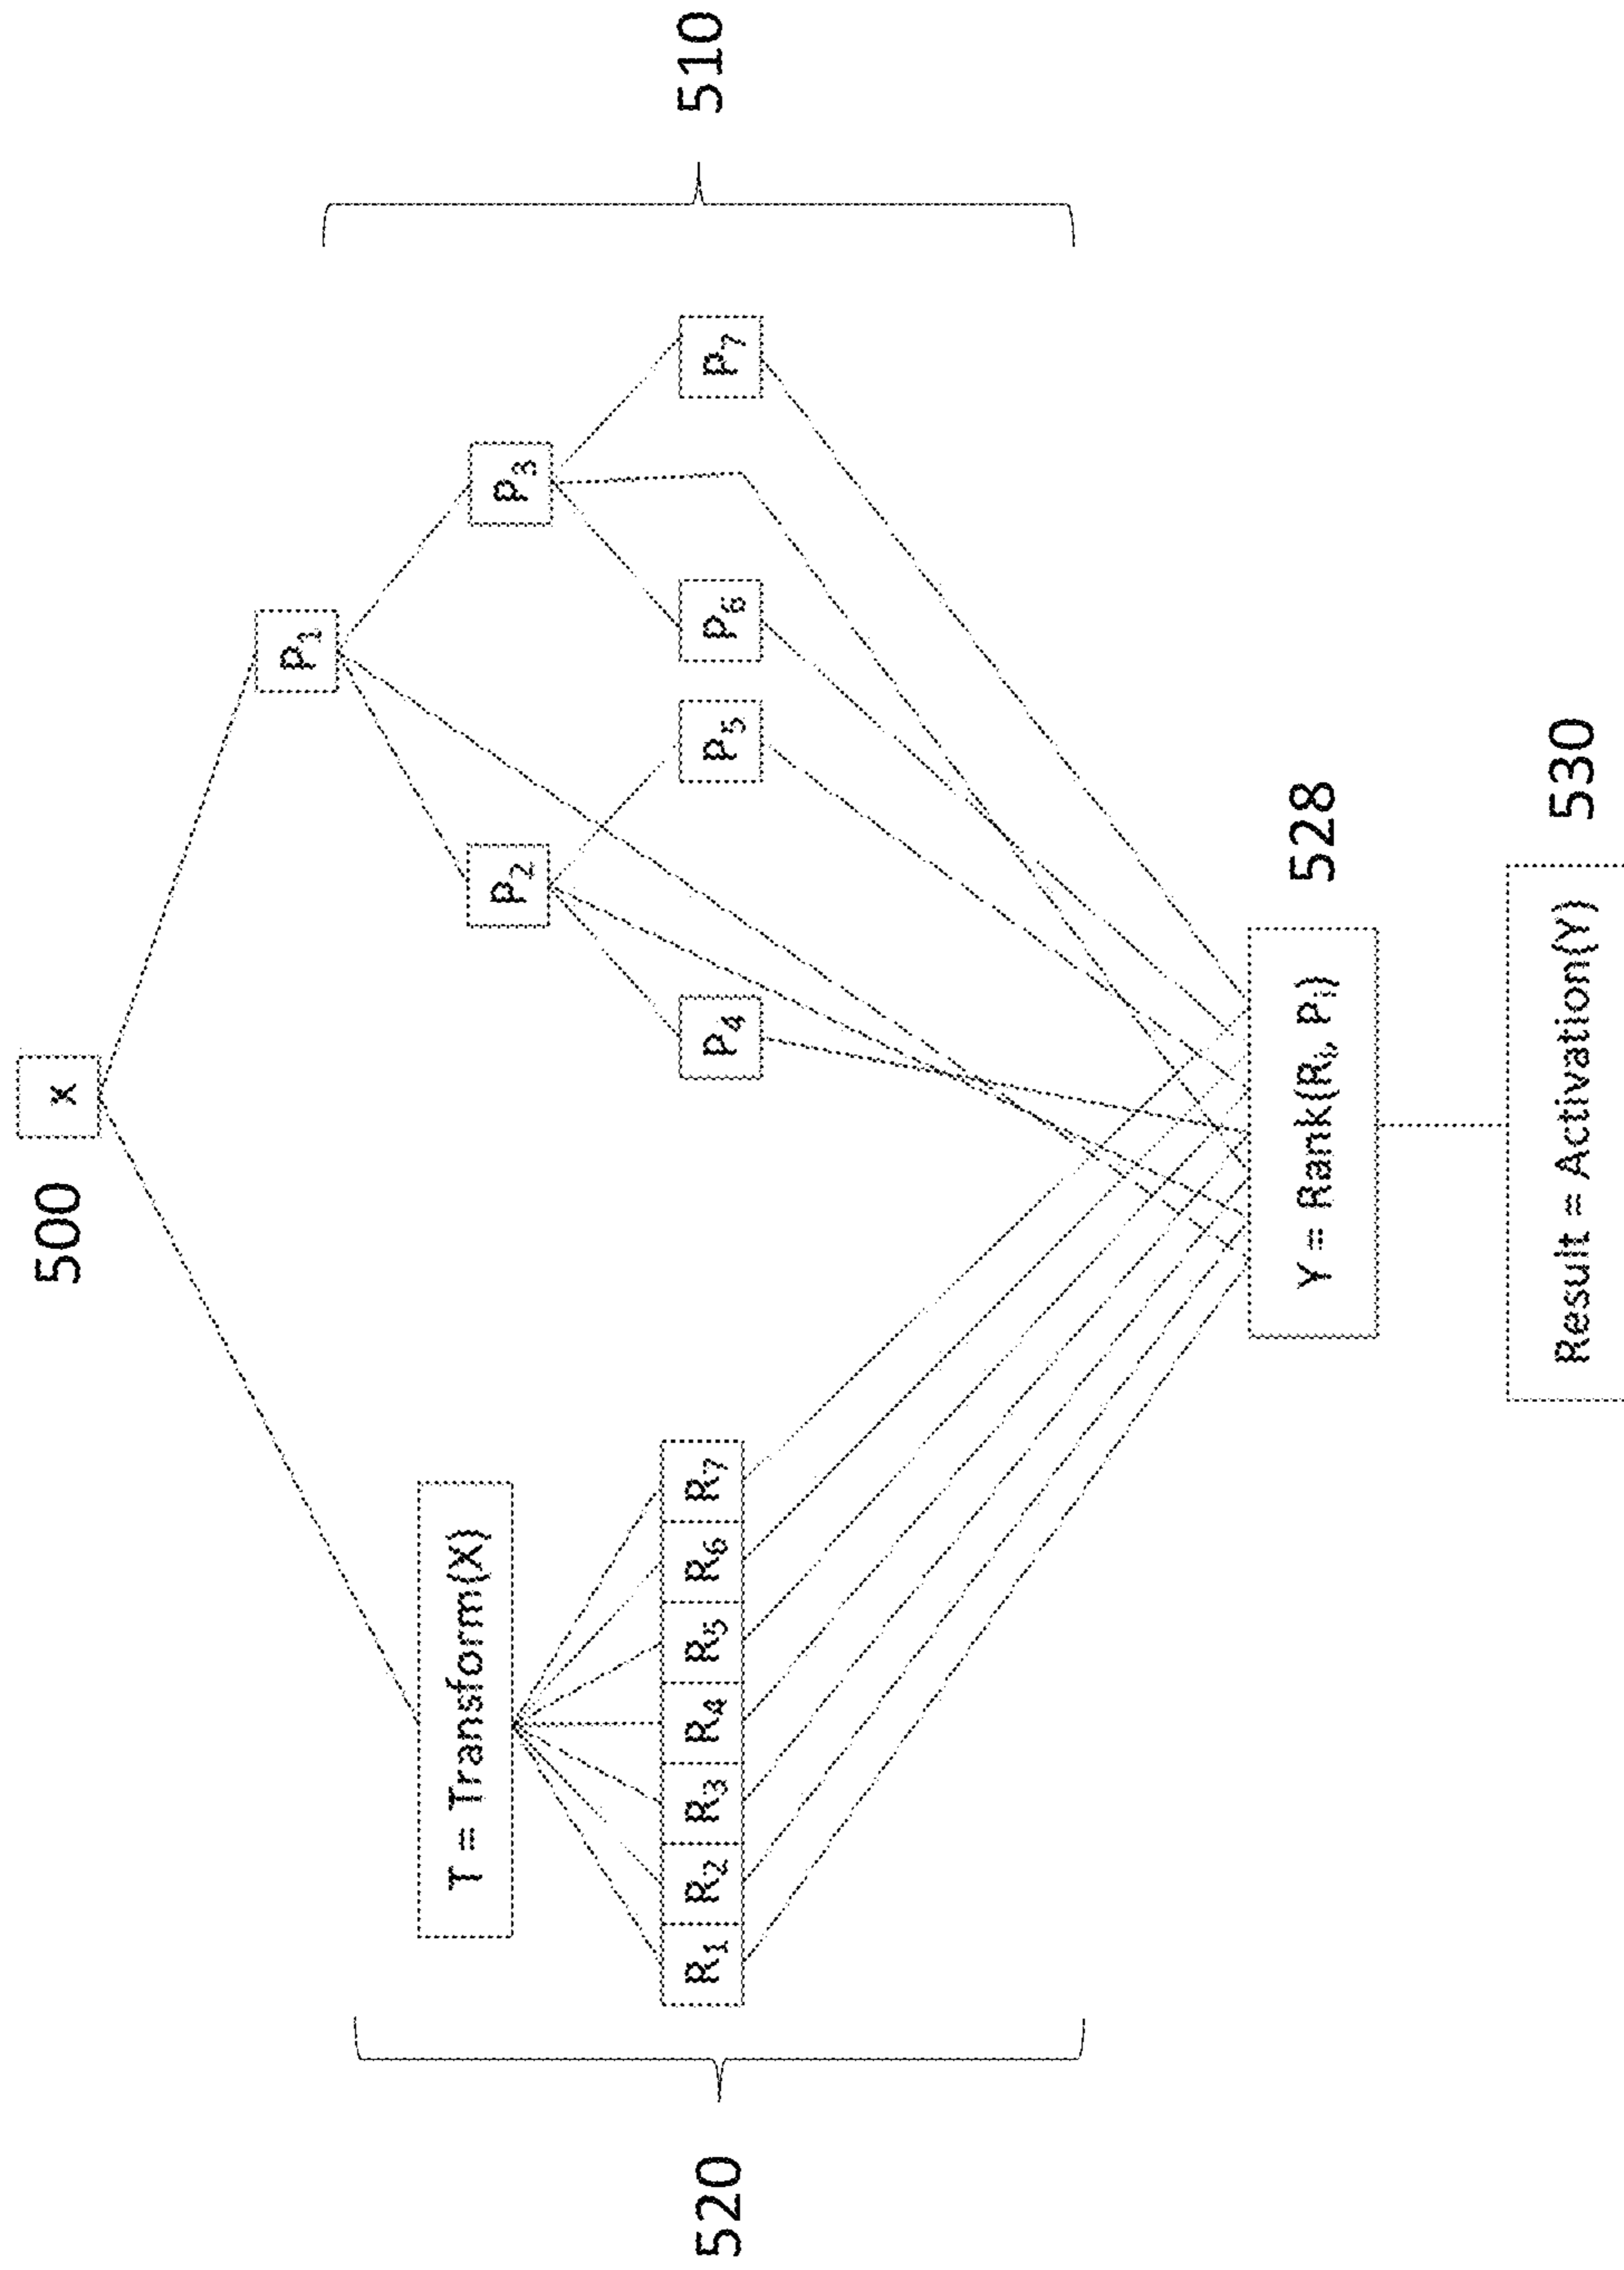 500 x
P₁
T = Transform(X)
P₂ P₃
520 R₁ R₂ R₃ R₄ R₅ R₆ R₇ P₄ P₅ P₆ P₇ 510
Y = Rank(Rᵢ, Pᵢ) 528
Result = Activation(Y) 530